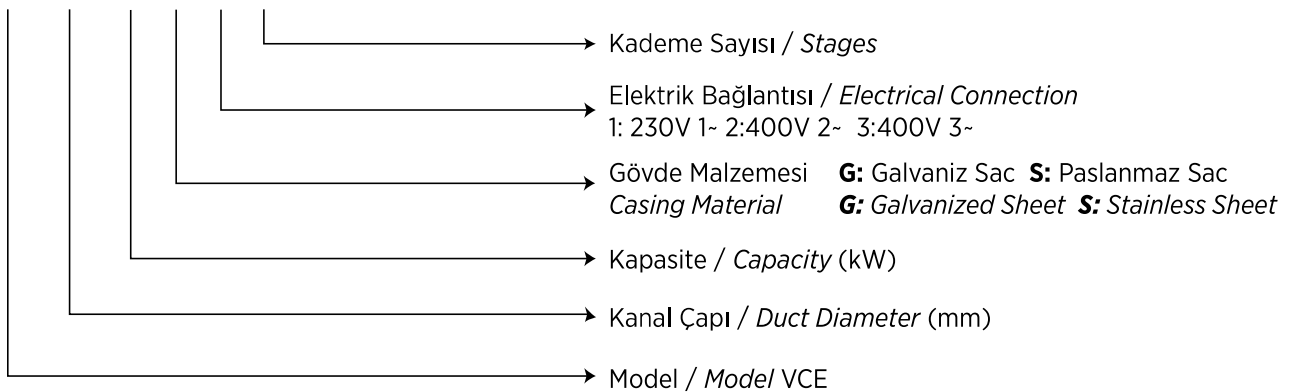 Kademe Sayısı / Stages
Elektrik Bağlantısı / Electrical Connection
1: 230V 1~ 2:400V 2~ 3:400V 3~
Gövde Malzemesi G: Galvaniz Sac S: Paslanmaz Sac
Casing Material G: Galvanized Sheet S: Stainless Sheet
Kapasite / Capacity (kW)
Kanal Çapı / Duct Diameter (mm)
Model / Model VCE